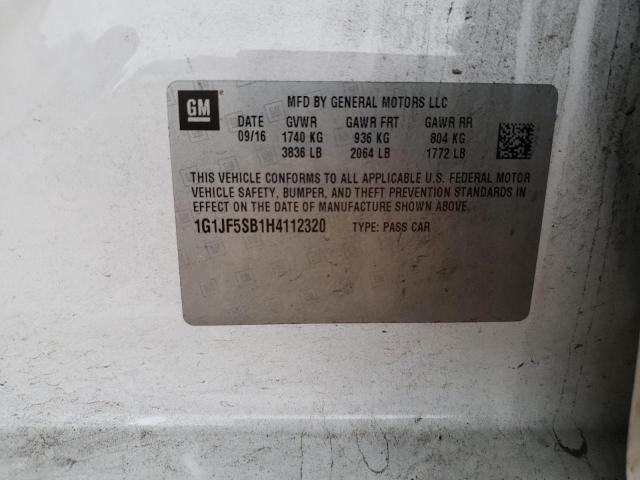 GM
MFD BY GENERAL MOTORS LLC
DATE GVWR GAWR FRT GAWR RR
09/16 1740 KG 936 KG 804 KG
3836 LB 2064 LB 1772 LB
THIS VEHICLE CONFORMS TO ALL APPLICABLE U.S. FEDERAL MOTOR
VEHICLE SAFETY, BUMPER, AND THEFT PREVENTION STANDARDS IN
EFFECT ON THE DATE OF MANUFACTURE SHOWN ABOVE.
1G1JF5SB1H4112320 TYPE: PASS CAR